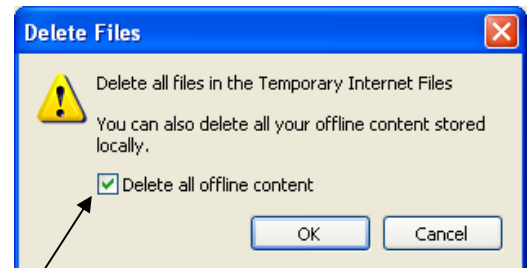 Delete Files
Delete all files in the Temporary Internet Files
You can also delete all your offline content stored
locally.
Delete all offline content
OK
Cancel